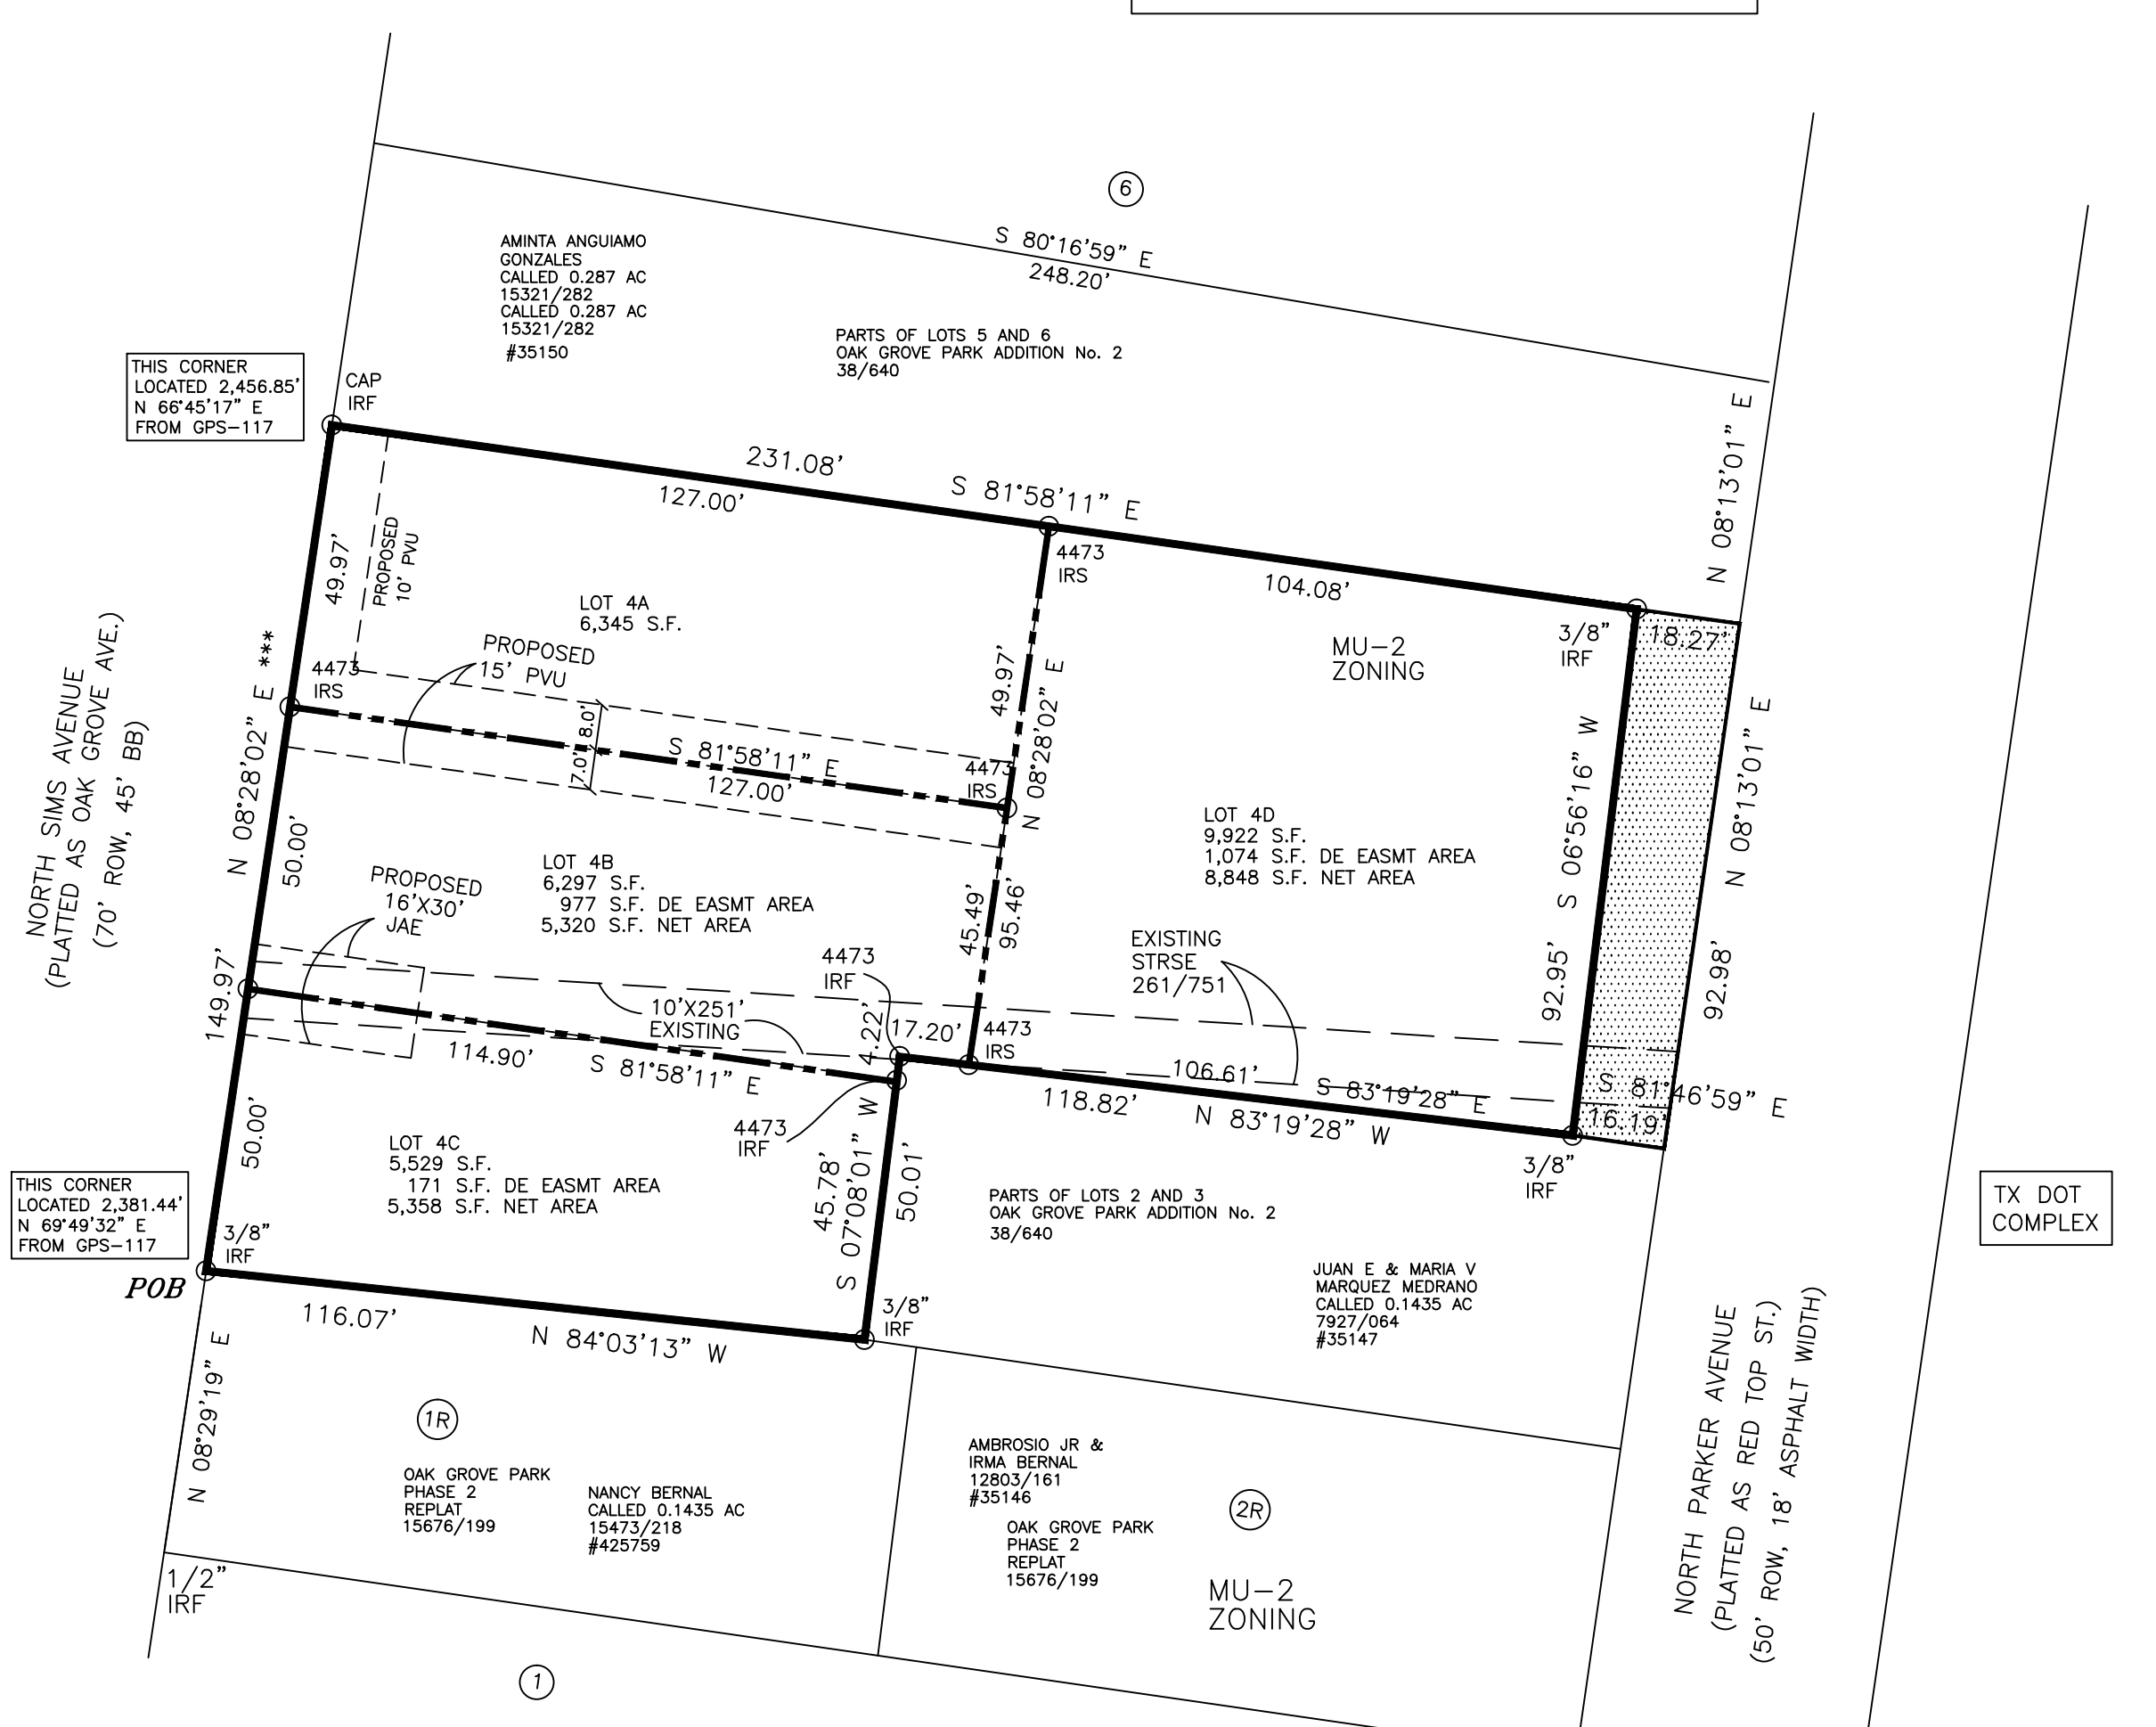 6
S 80°16'59” E
248.20'
AMINTA ANGUIAMO
GONZALES
CALLED 0.287 AC
15321/282
CALLED 0.287 AC
15321/282
#35150
PARTS OF LOTS 5 AND 6
OAK GROVE PARK ADDITION No. 2
38/640
THIS CORNER
LOCATED 2,456.85'
N 66°45'17” E
FROM GPS-117
CAP
IRF
231.08'
127.00'
S 81°58'11” E
N 08°13'01” E
4473
IRS
104.08'
49.97'
PROPOSED
10' PVU
LOT 4A
6,345 S.F.
MU-2
ZONING
3/8”
IRF
18.27'
PROPOSED
15' PVU
4473
IRS
N 08°28'02” E ***
8.0'
7.0'
S 81°58'11” E
127.00'
49.97'
N 08°28'02” E
4473
IRS
NORTH SIMS AVENUE
(PLATTED AS OAK GROVE AVE.)
(70' ROW, 45' BB)
50.00'
LOT 4B
6,297 S.F.
977 S.F. DE EASMT AREA
5,320 S.F. NET AREA
LOT 4D
9,922 S.F.
1,074 S.F. DE EASMT AREA
8,848 S.F. NET AREA
S 06°56'16” W
92.95'
N 08°13'01” E
92.98'
PROPOSED
16'X30'
JAE
45.49'
95.46'
EXISTING
STRSE
261/751
4473
IRF
149.97'
10'X251'
EXISTING
4.22'
17.20'
4473
IRS
114.90'
S 81°58'11” E
106.61'
S 83°19'28” E
118.82'
N 83°19'28” W
S 81°46'59” E
16.19'
3/8”
IRF
4473
IRF
50.00'
LOT 4C
5,529 S.F.
171 S.F. DE EASMT AREA
5,358 S.F. NET AREA
45.78'
S 07°08'01” W
50.01'
THIS CORNER
LOCATED 2,381.44'
N 69°49'32” E
FROM GPS-117
3/8”
IRF
POB
PARTS OF LOTS 2 AND 3
OAK GROVE PARK ADDITION No. 2
38/640
JUAN E & MARIA V
MARQUEZ MEDRANO
CALLED 0.1435 AC
7927/064
#35147
TX DOT
COMPLEX
116.07'
N 84°03'13” W
3/8”
IRF
N 08°29'19” E
1R
OAK GROVE PARK
PHASE 2
REPLAT
15676/199
NANCY BERNAL
CALLED 0.1435 AC
15473/218
#425759
AMBROSIO JR &
IRMA BERNAL
12803/161
#35146
OAK GROVE PARK
PHASE 2
REPLAT
15676/199
2R
MU-2
ZONING
NORTH PARKER AVENUE
(PLATTED AS RED TOP ST.)
(50' ROW, 18' ASPHALT WIDTH)
1/2”
IRF
1